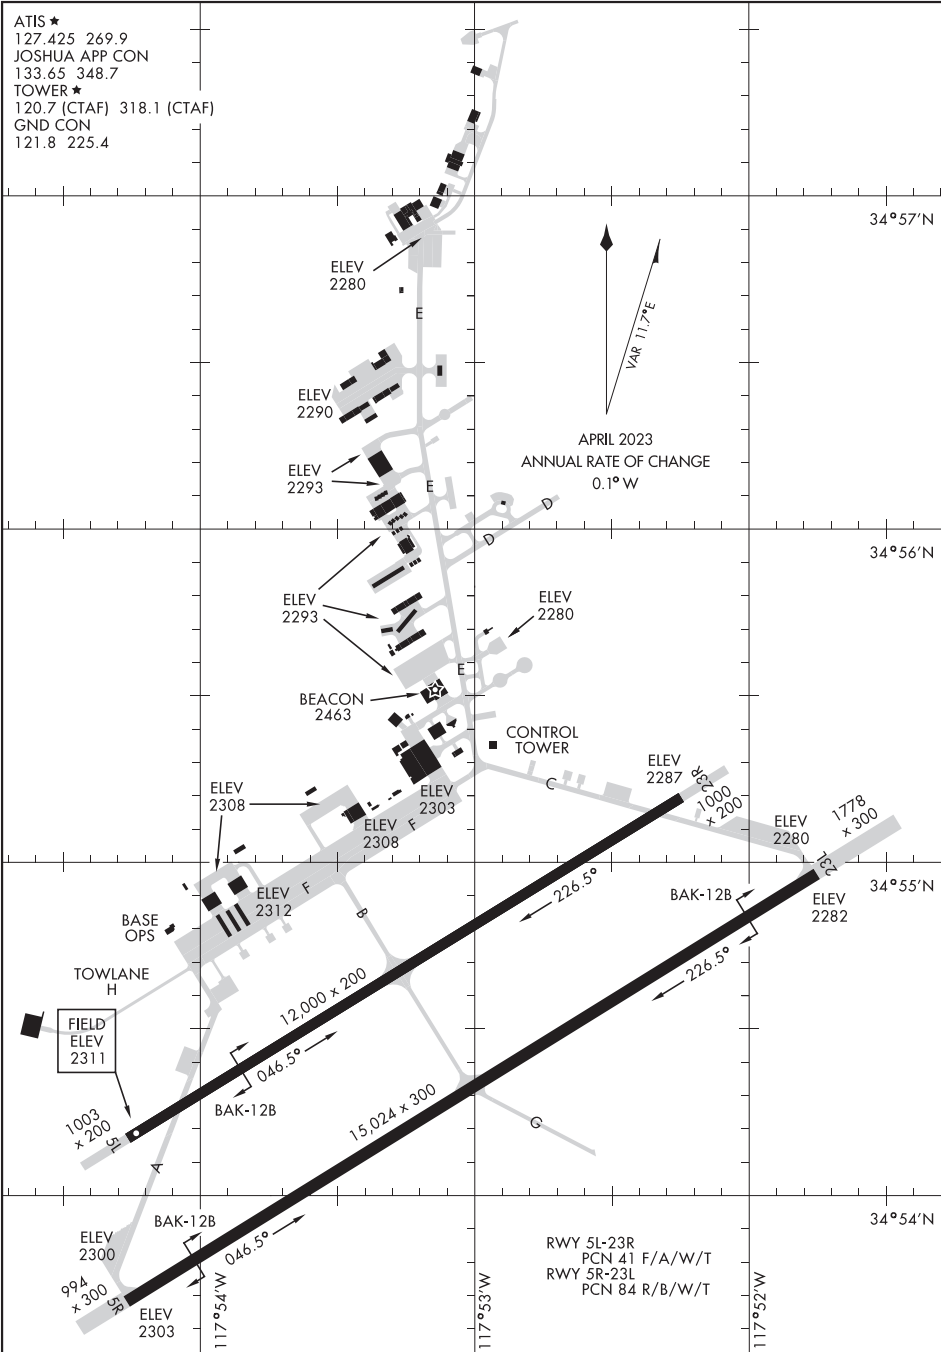 ATIS ★
127.425 269.9
JOSHUA APP CON
133.65 348.7
TOWER ★
120.7 (CTAF) 318.1 (CTAF)
GND CON
121.8 225.4
34°57'N
ELEV
2280
E
VAR 11.7°E
ELEV
2290
APRIL 2023
ANNUAL RATE OF CHANGE
0.1° W
ELEV
2293
E
D
D
34°56'N
ELEV
2293
ELEV
2280
E
BEACON
2463
CONTROL
TOWER
ELEV
2287
23R
1000
x 200
C
ELEV
2308
ELEV
2303
F
ELEV
2308
ELEV
2280
1778
x 300
23L
34°55'N
ELEV
2282
BAK-12B
226.5°
F
ELEV
2312
B
BASE
OPS
226.5°
TOWLANE
H
12,000 x 200
FIELD
ELEV
2311
046.5°
BAK-12B
15,024 x 300
G
1003
x 200
5L
A
34°54'N
BAK-12B
046.5°
ELEV
2300
994
x 300
5R
ELEV
2303
RWY 5L-23R
PCN 41 F/A/W/T
RWY 5R-23L
PCN 84 R/B/W/T
117°54'W
117°53'W
117°52'W